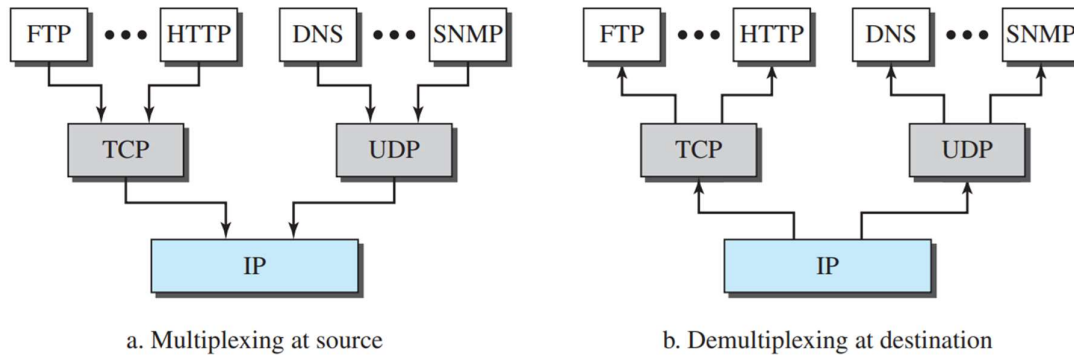 FTP ••• HTTP DNS ••• SNMP
FTP ••• HTTP DNS ••• SNMP
TCP UDP
TCP UDP
IP
IP
a. Multiplexing at source
b. Demultiplexing at destination